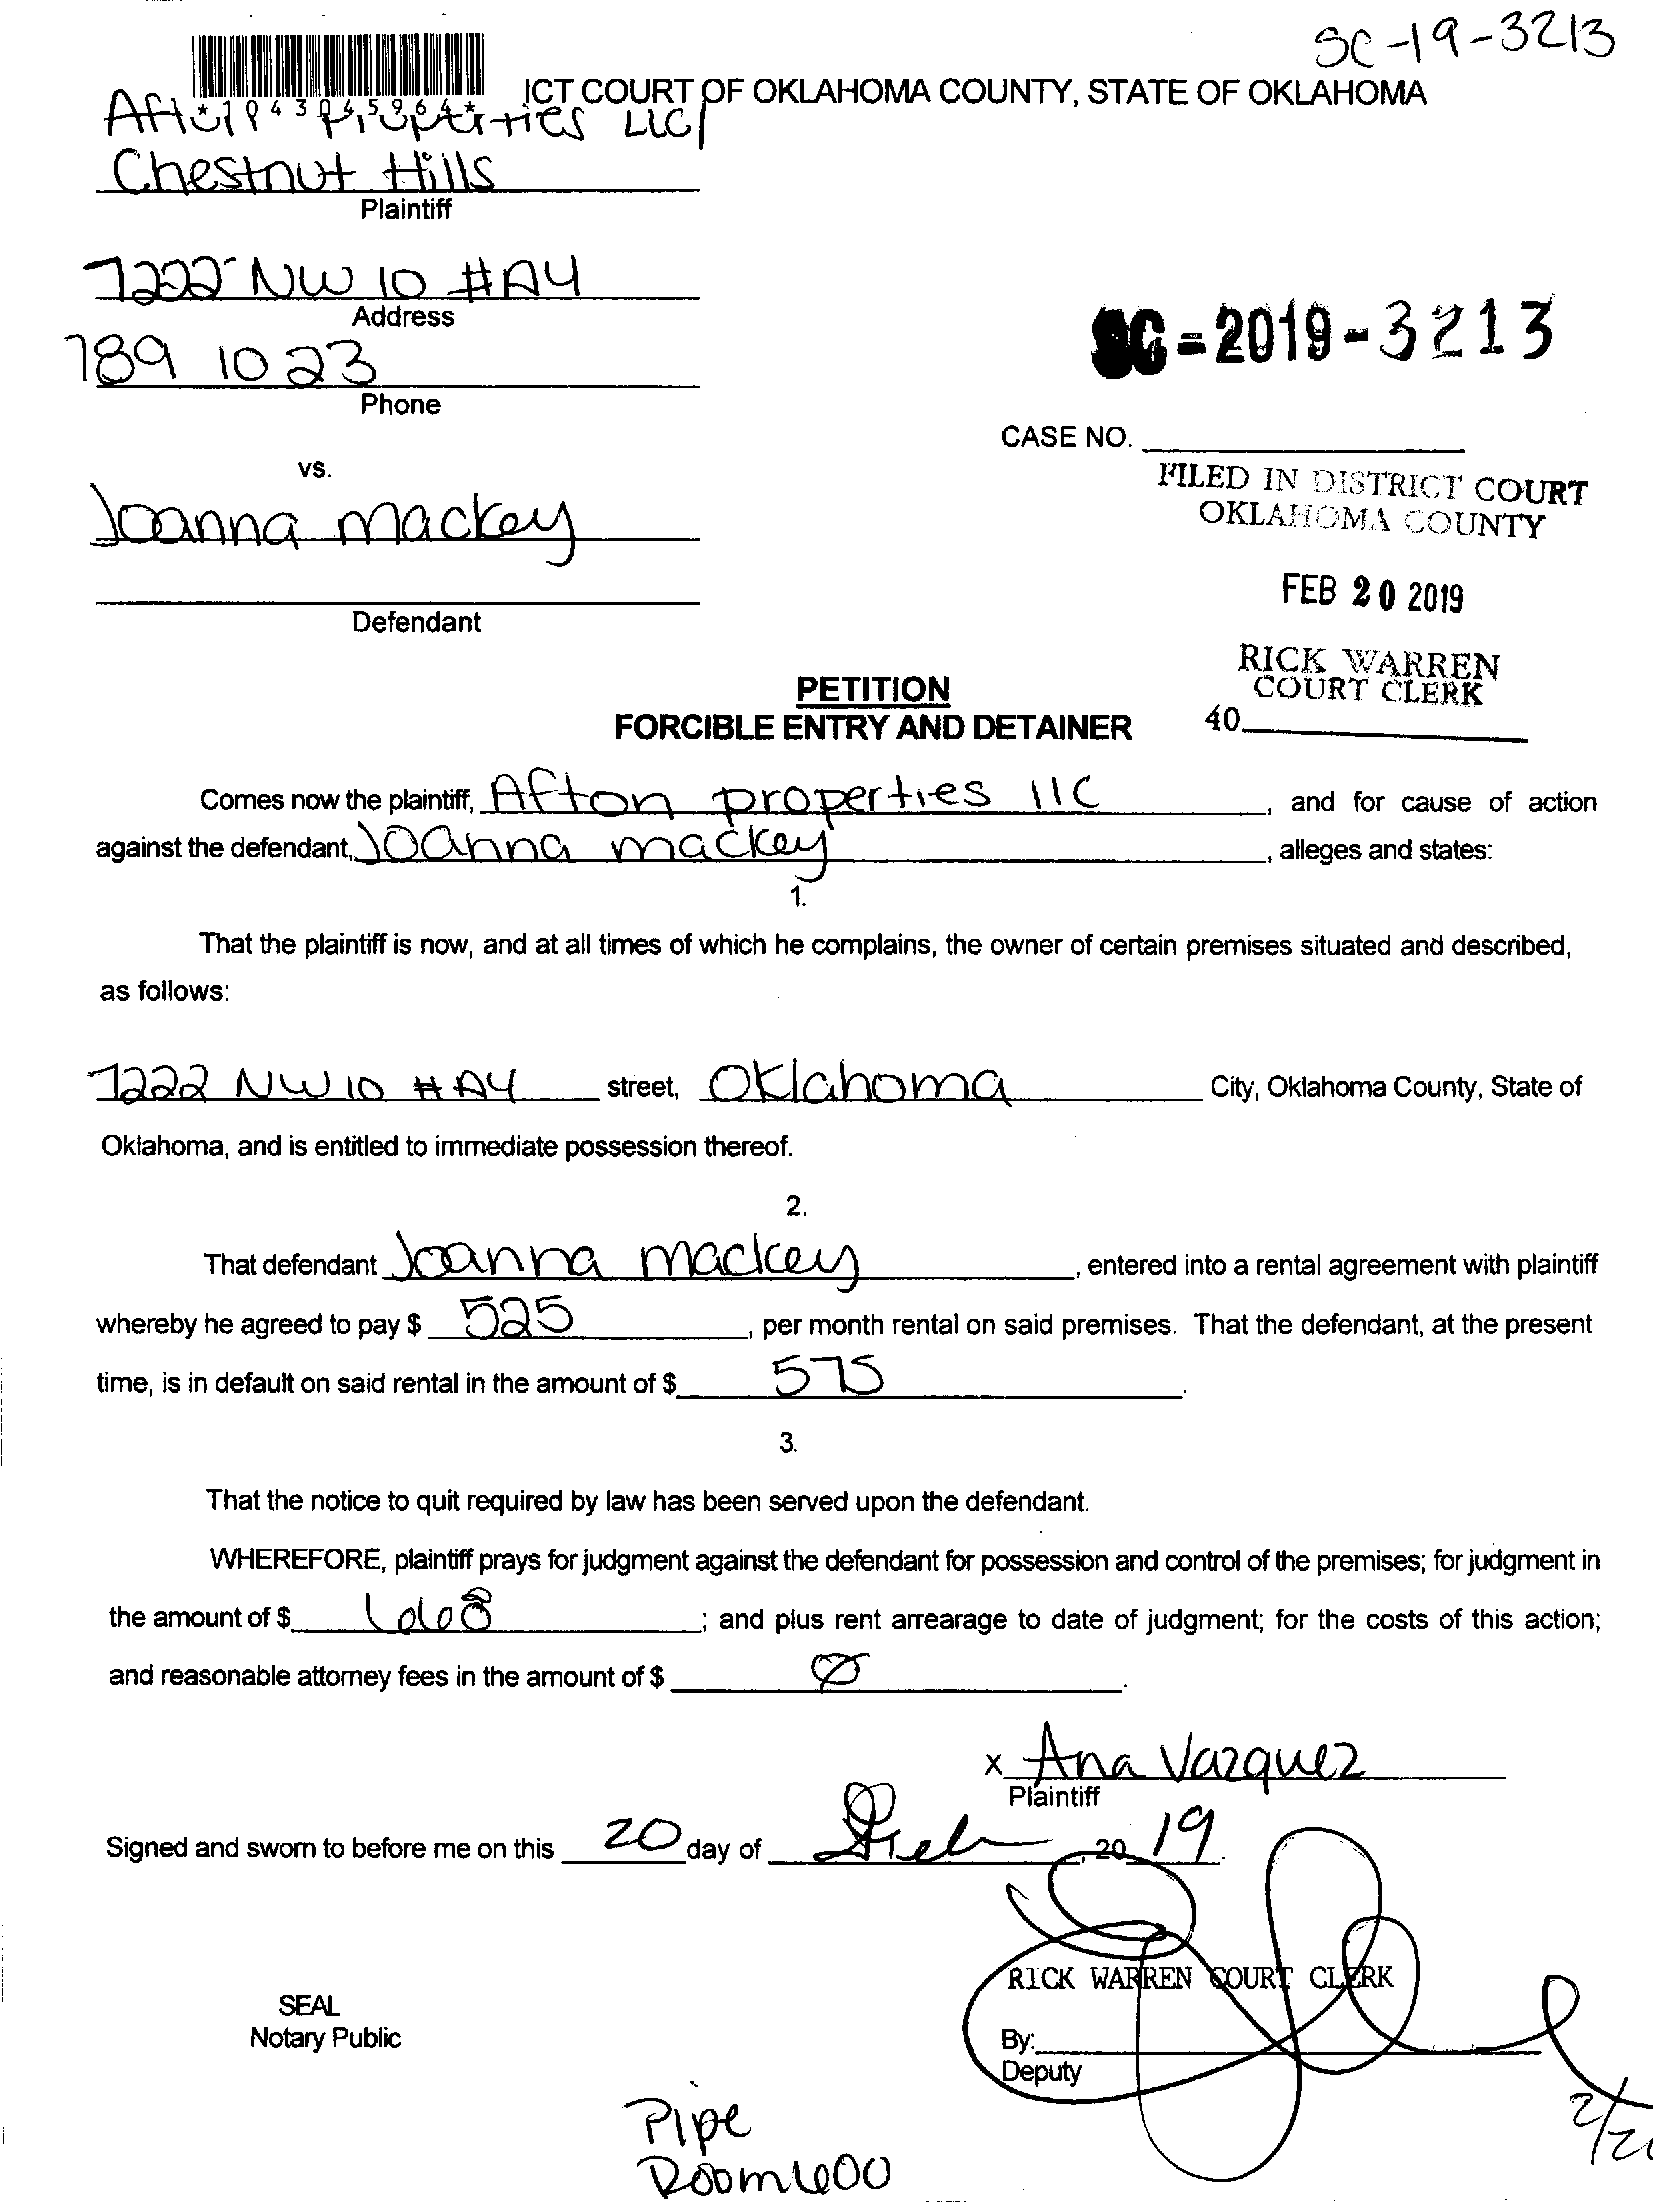 SC-19-3213
ICT COURT OF OKLAHOMA COUNTY, STATE OF OKLAHOMA
*1043045964*
Properties LLC/
Chestnut Hills
Plaintiff
7222 NW 10 #A4
Address
789 1023
Phone
SC-2019-3213
CASE NO.
vs.
FILED IN DISTRICT COURT
OKLAHOMA COUNTY
Joanna mackey
FEB 20 2019
Defendant
RICK WARREN
COURT CLERK
40
PETITION
FORCIBLE ENTRY AND DETAINER
Comes now the plaintiff, Afton properties llC, and for cause of action
against the defendant, Joanna mackey, alleges and states:
1.
That the plaintiff is now, and at all times of which he complains, the owner of certain premises situated and described,
as follows:
7222 NW 10 #A4 street, Oklahoma City, Oklahoma County, State of
Oklahoma, and is entitled to immediate possession thereof.
2.
That defendant Joanna mackey, entered into a rental agreement with plaintiff
whereby he agreed to pay $ 525, per month rental on said premises. That the defendant, at the present
time, is in default on said rental in the amount of $ 575.
3.
That the notice to quit required by law has been served upon the defendant.
WHEREFORE, plaintiff prays for judgment against the defendant for possession and control of the premises; for judgment in
the amount of $ ; and plus rent arrearage to date of judgment; for the costs of this action;
and reasonable attorney fees in the amount of $ Ø.
x Ana Vazquez
Plaintiff
Signed and sworn to before me on this 20 day of Feb, 20 19.
RICK WARREN COURT CLERK
SEAL
Notary Public
By:
Deputy
Pipe
Room 600